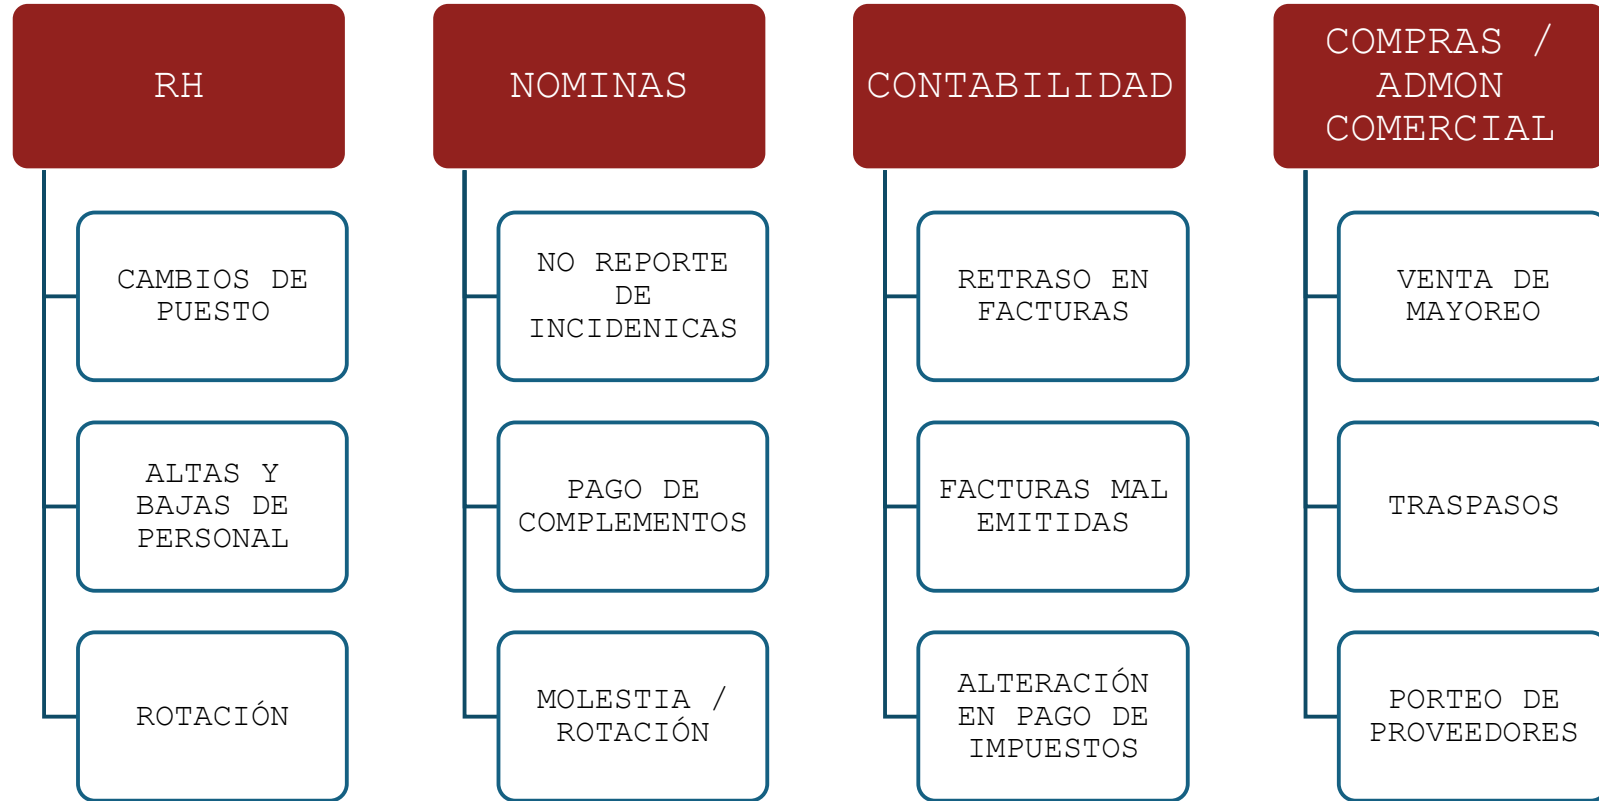 RH
CAMBIOS DE
PUESTO
ALTAS Y
BAJAS DE
PERSONAL
ROTACIÓN
NOMINAS
NO REPORTE
DE
INCIDENICAS
PAGO DE
COMPLEMENTOS
MOLESTIA /
ROTACIÓN
CONTABILIDAD
RETRASO EN
FACTURAS
FACTURAS MAL
EMITIDAS
ALTERACIÓN
EN PAGO DE
IMPUESTOS
COMPRAS /
ADMON
COMERCIAL
VENTA DE
MAYOREO
TRASPASOS
PORTEO DE
PROVEEDORES